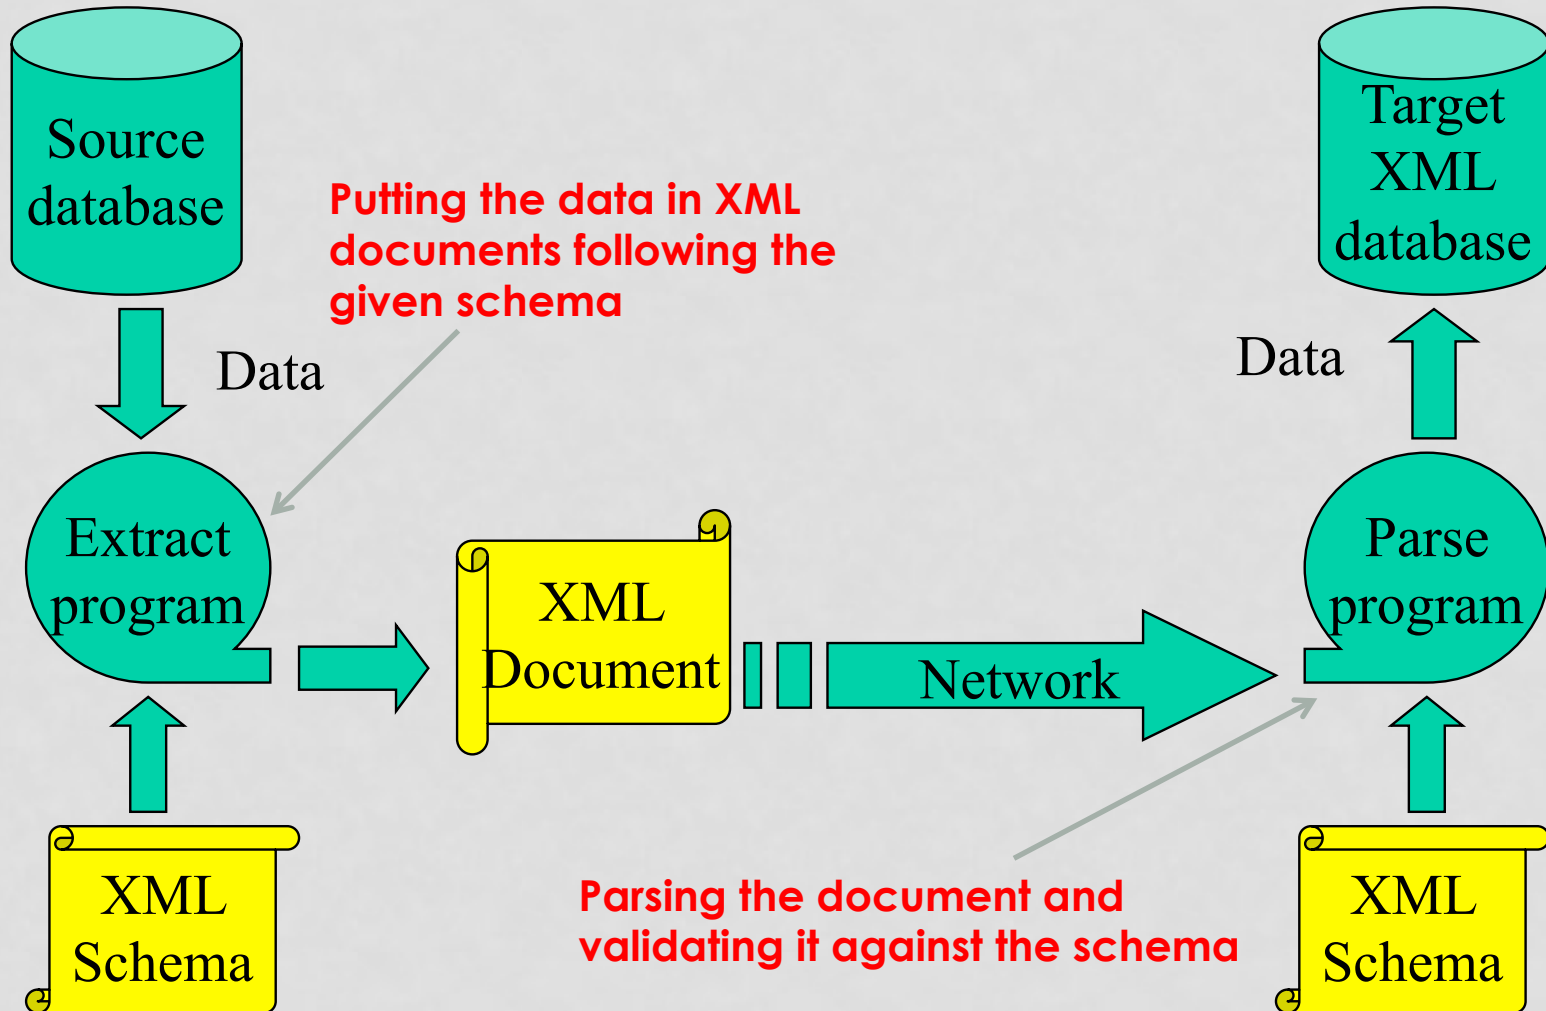 Source
database
Target
XML
database
Putting the data in XML
documents following the
given schema
Data
Data
Extract
program
XML
Document
Network
Parse
program
XML
Schema
Parsing the document and
validating it against the schema
XML
Schema